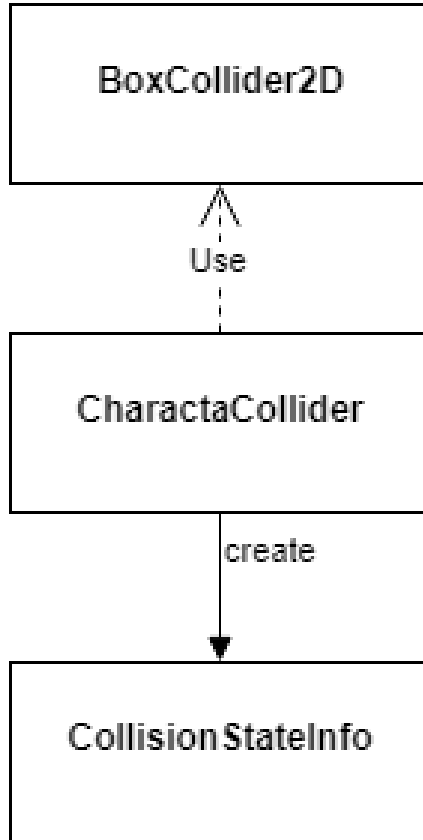 BoxCollider2D
Use
CharactaCollider
create
CollisionStateInfo